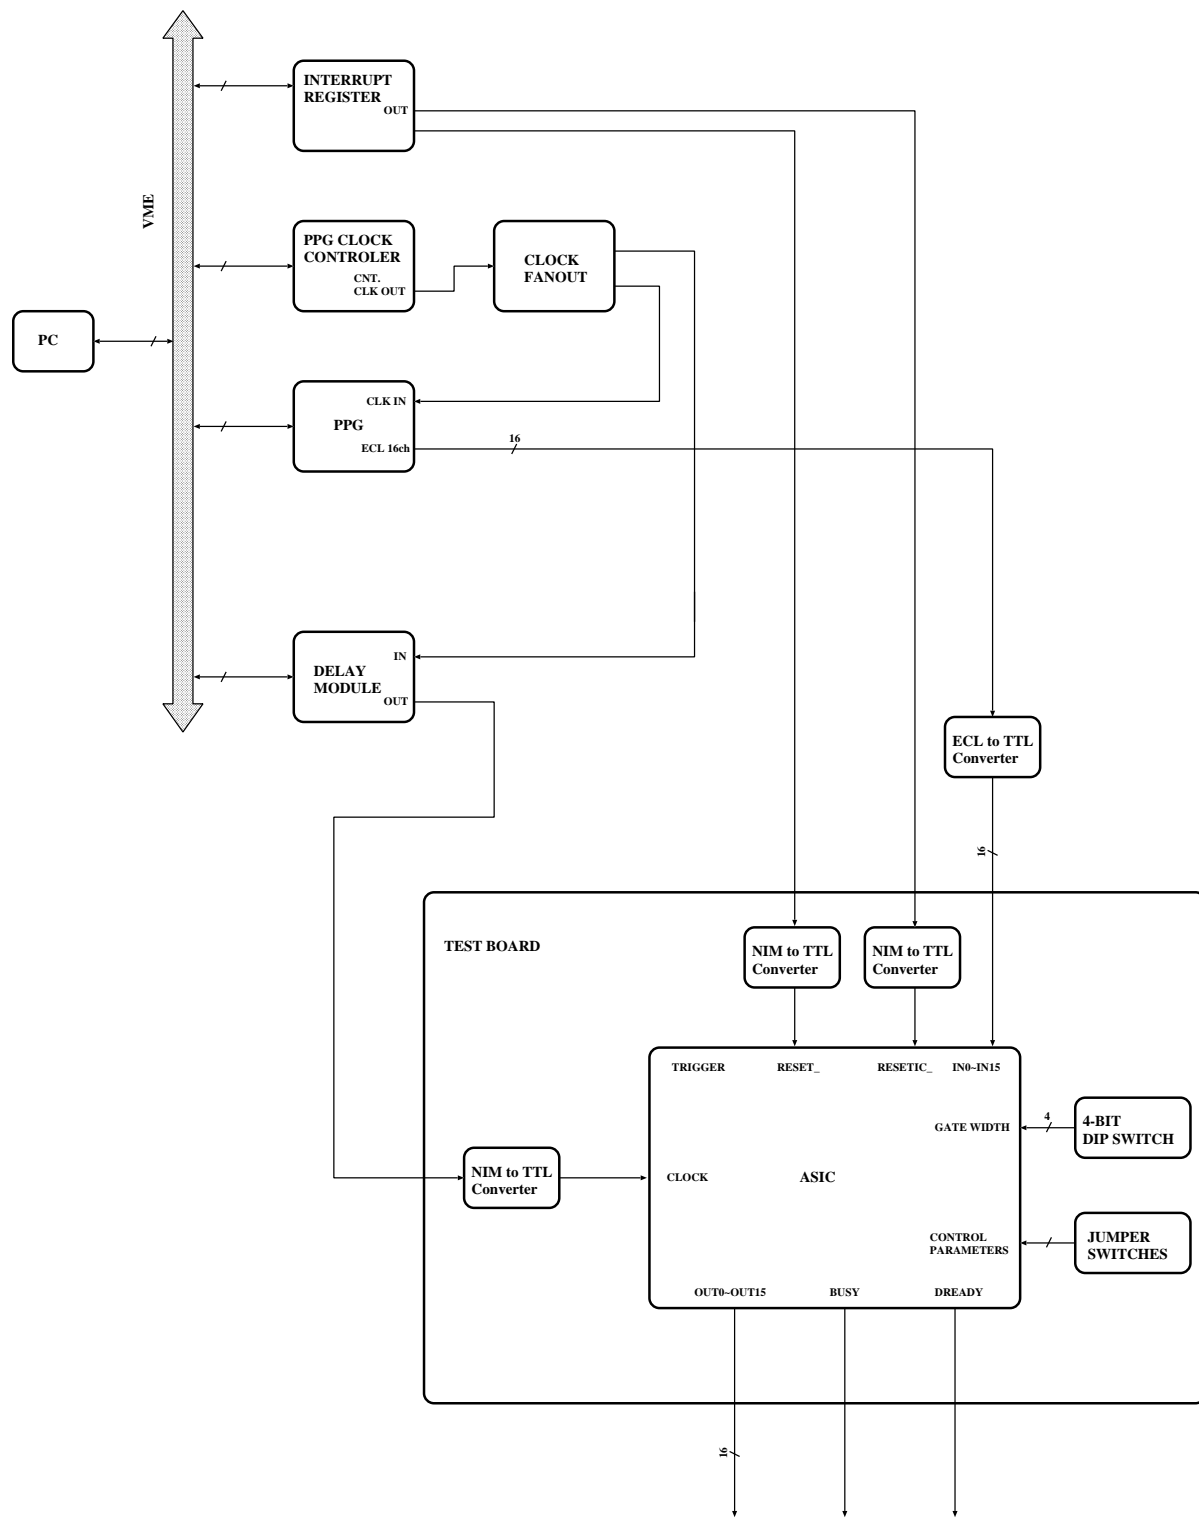 INTERRUPT
REGISTER
OUT
VME
PPG CLOCK
CONTROLER
CNT.
CLK OUT
CLOCK
FANOUT
PC
CLK IN
PPG
ECL 16ch
16
IN
DELAY
MODULE
OUT
ECL to TTL
Converter
16
TEST BOARD
NIM to TTL
Converter
NIM to TTL
Converter
TRIGGER
RESET_
RESETIC_
IN0~IN15
GATE WIDTH
4
4-BIT
DIP SWITCH
NIM to TTL
Converter
CLOCK
ASIC
CONTROL
PARAMETERS
JUMPER
SWITCHES
OUT0~OUT15
BUSY
DREADY
16